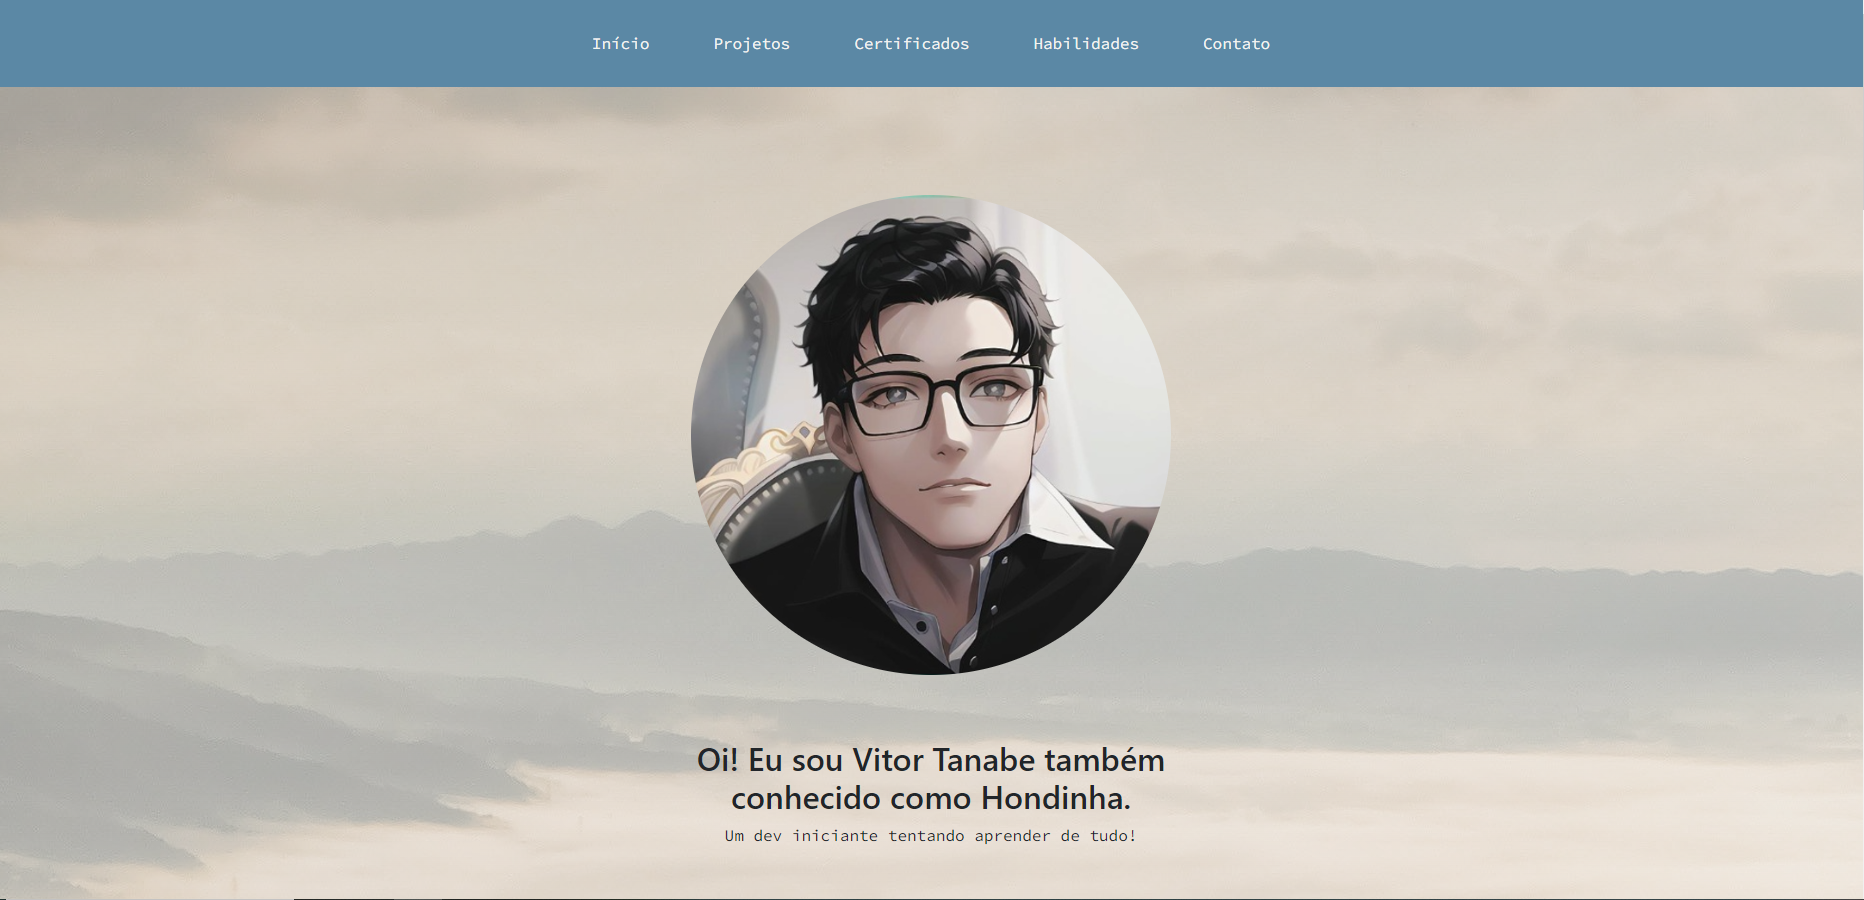 Início Projetos Certificados Habilidades Contato
Oi! Eu sou Vitor Tanabe também
conhecido como Hondinha.
Um dev iniciante tentando aprender de tudo!